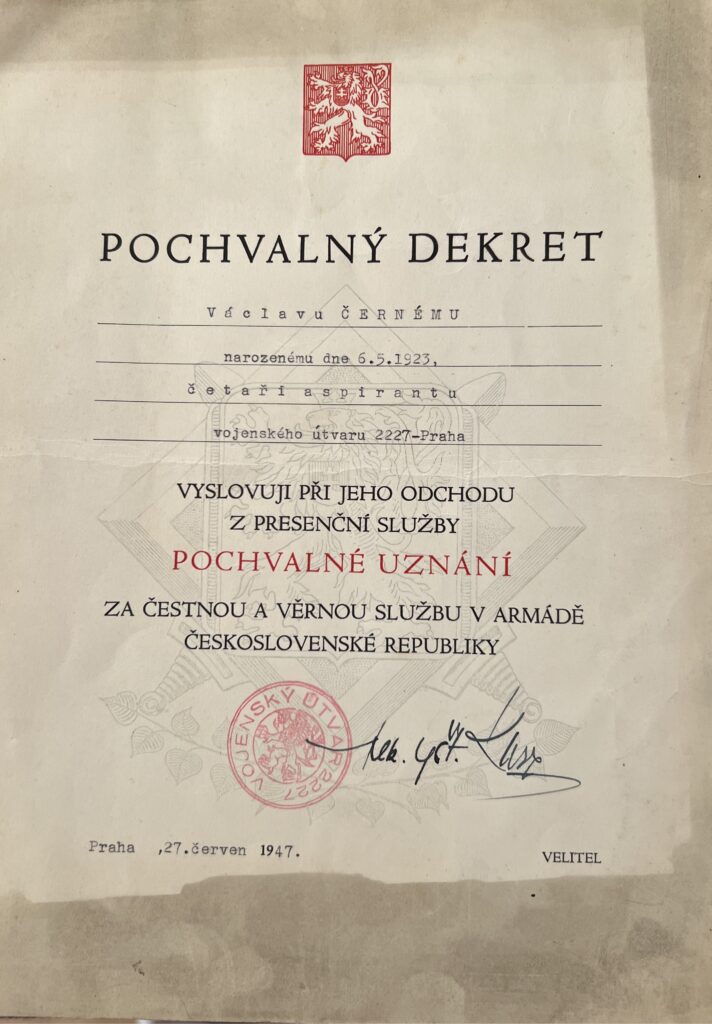 POCHVALNÝ DEKRET
Václavu ČERNÉMU
narozenému dne 6.5.1923,
četaři aspirantu
vojenského útvaru 2227-Praha
VYSLOVUJI PŘI JEHO ODCHODU
Z PRESENČNÍ SLUŽBY
POCHVALNÉ UZNÁNÍ
ZA ČESTNOU A VĚRNOU SLUŽBU V ARMÁDĚ
ČESKOSLOVENSKÉ REPUBLIKY
VOJENSKÝ ÚTVAR 2227
Praha ,27.červen 1947.
VELITEL